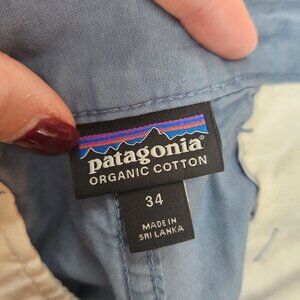 patagonia®
ORGANIC COTTON
34
MADE IN
SRI LANKA